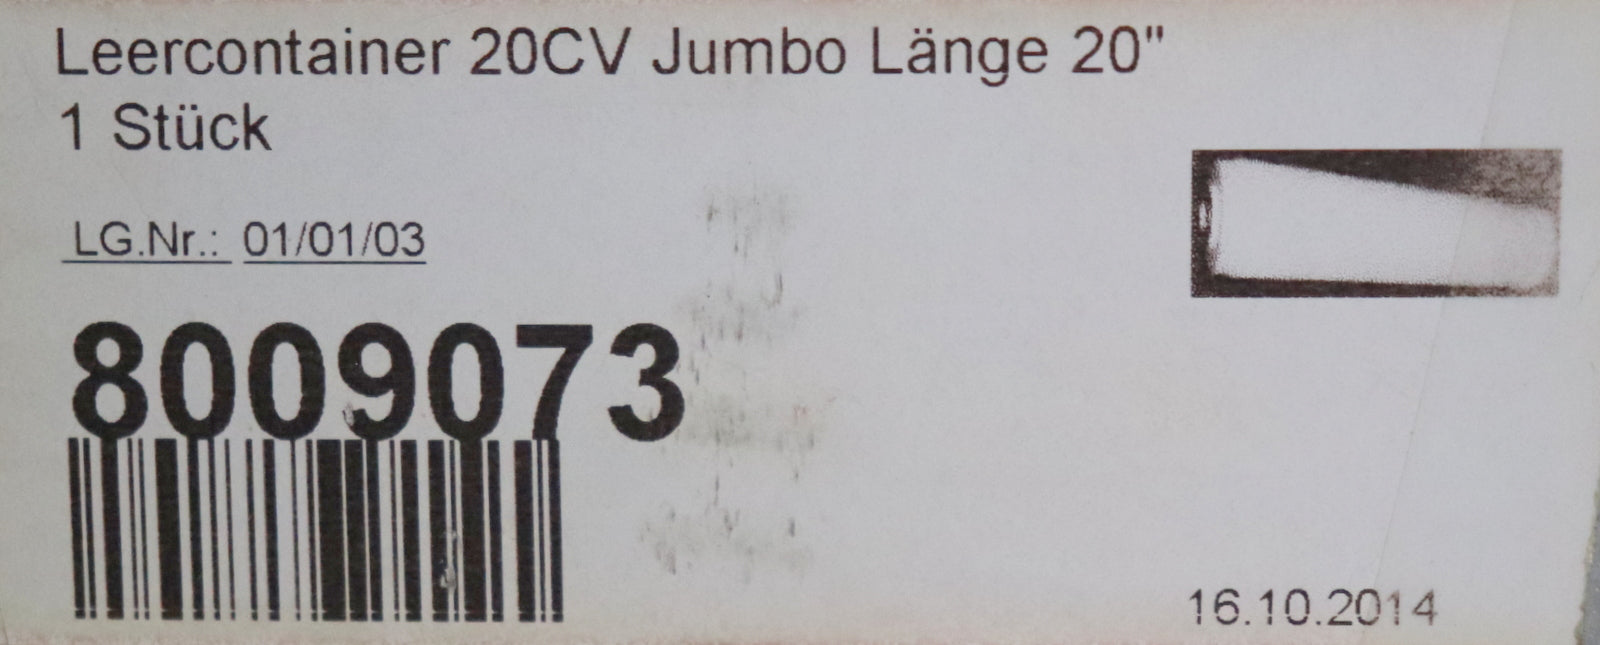 Leercontainer 20CV Jumbo Länge 20"
1 Stück
LG.Nr.: 01/01/03
8009073
16.10.2014